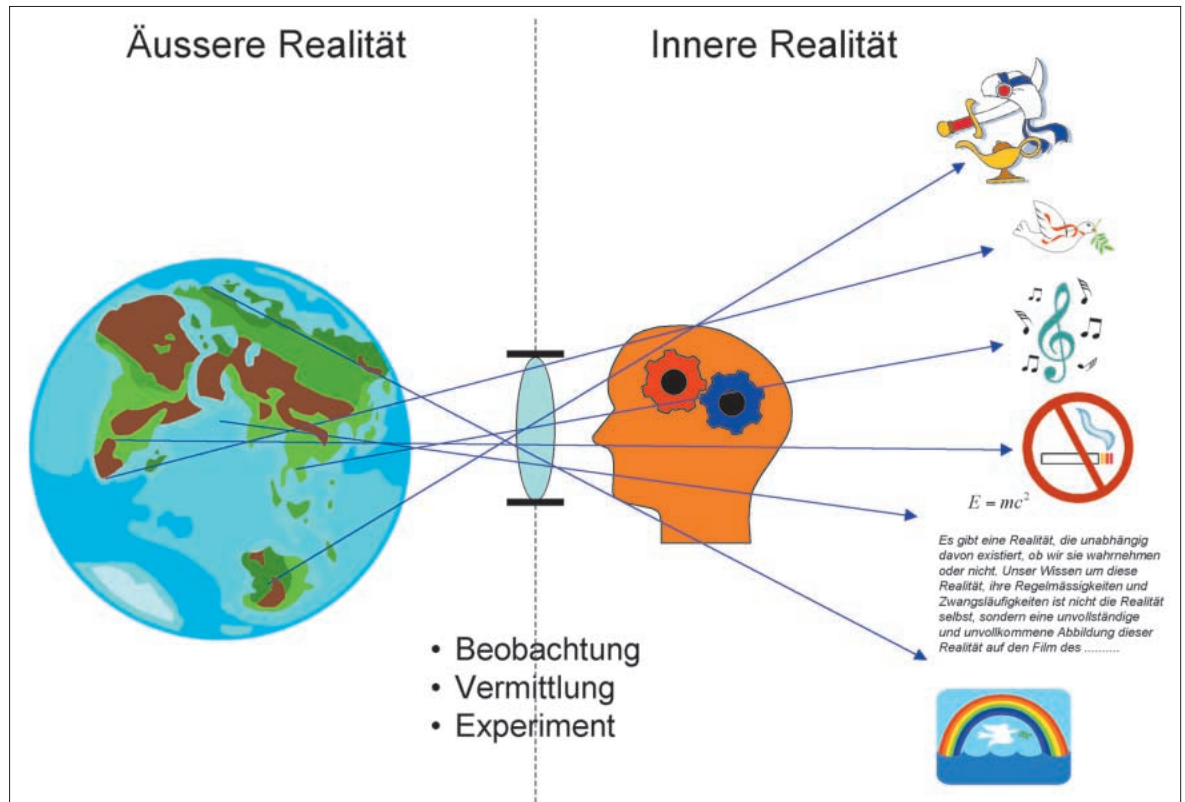 Äussere Realität
Innere Realität
E = mc²
Es gibt eine Realität, die unabhängig
davon existiert, ob wir sie wahrnehmen
oder nicht. Unser Wissen um diese
Realität, ihre Regelmässigkeiten und
Zwangsläufigkeiten ist nicht die Realität
selbst, sondern eine unvollständige
und unvollkommene Abbildung dieser
Realität auf den Film des ..........
• Beobachtung
• Vermittlung
• Experiment